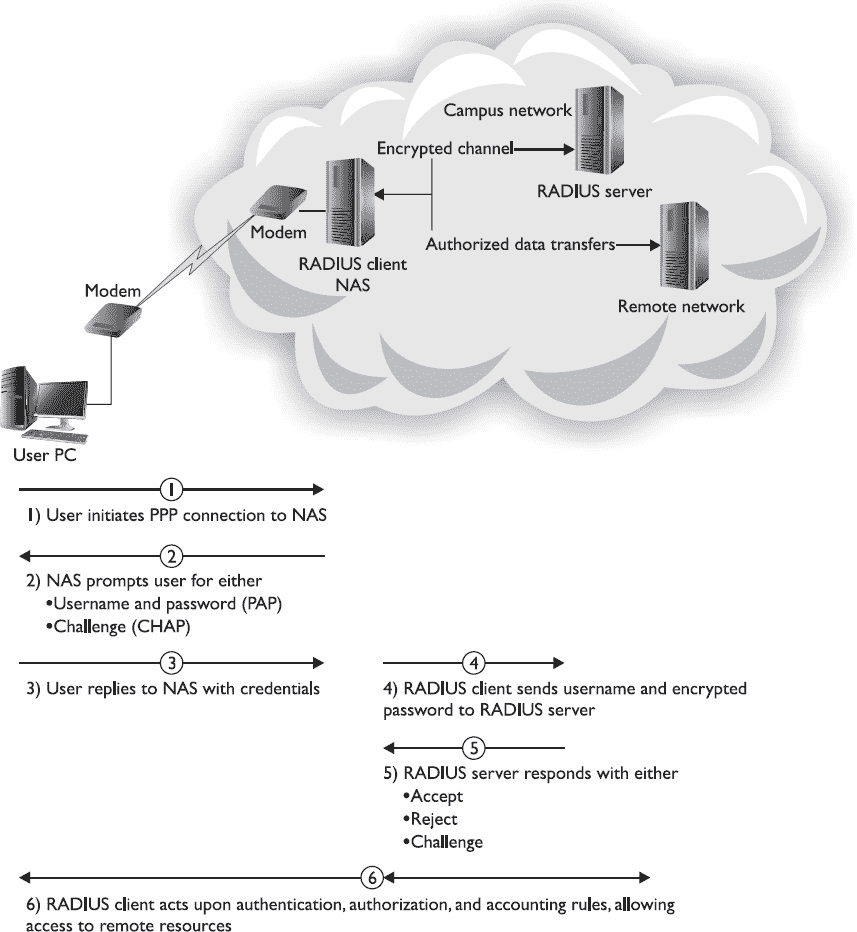 Campus network
Encrypted channel
RADIUS server
Modem
RADIUS client
NAS
Authorized data transfers
Remote network
Modem
User PC
1
1) User initiates PPP connection to NAS
2
2) NAS prompts user for either
•Username and password (PAP)
•Challenge (CHAP)
3
3) User replies to NAS with credentials
4
4) RADIUS client sends username and encrypted
password to RADIUS server
5
5) RADIUS server responds with either
•Accept
•Reject
•Challenge
6
6) RADIUS client acts upon authentication, authorization, and accounting rules, allowing
access to remote resources